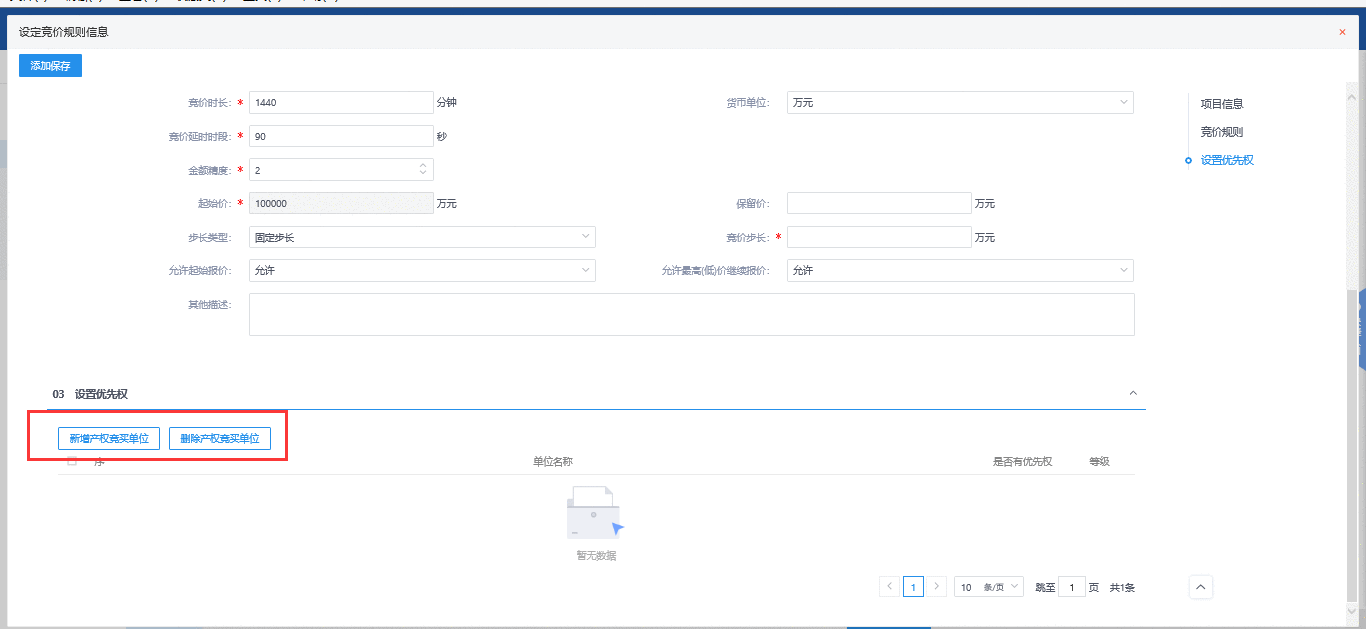 设定竞价规则信息
×
添加保存
竞价时长: * 1440 分钟 货币单位: 万元
竞价延时时段: * 90 秒
金额精度: * 2
起始价: * 100000 万元 保留价: 万元
步长类型: 固定步长 竞价步长: * 万元
允许起始报价: 允许 允许最高(低)价继续报价: 允许
其他描述:
项目信息
竞价规则
设置优先权
03 设置优先权
新增产权竞买单位 删除产权竞买单位
序 单位名称 是否有优先权 等级
暂无数据
1 10 条/页 跳至 1 页 共1条